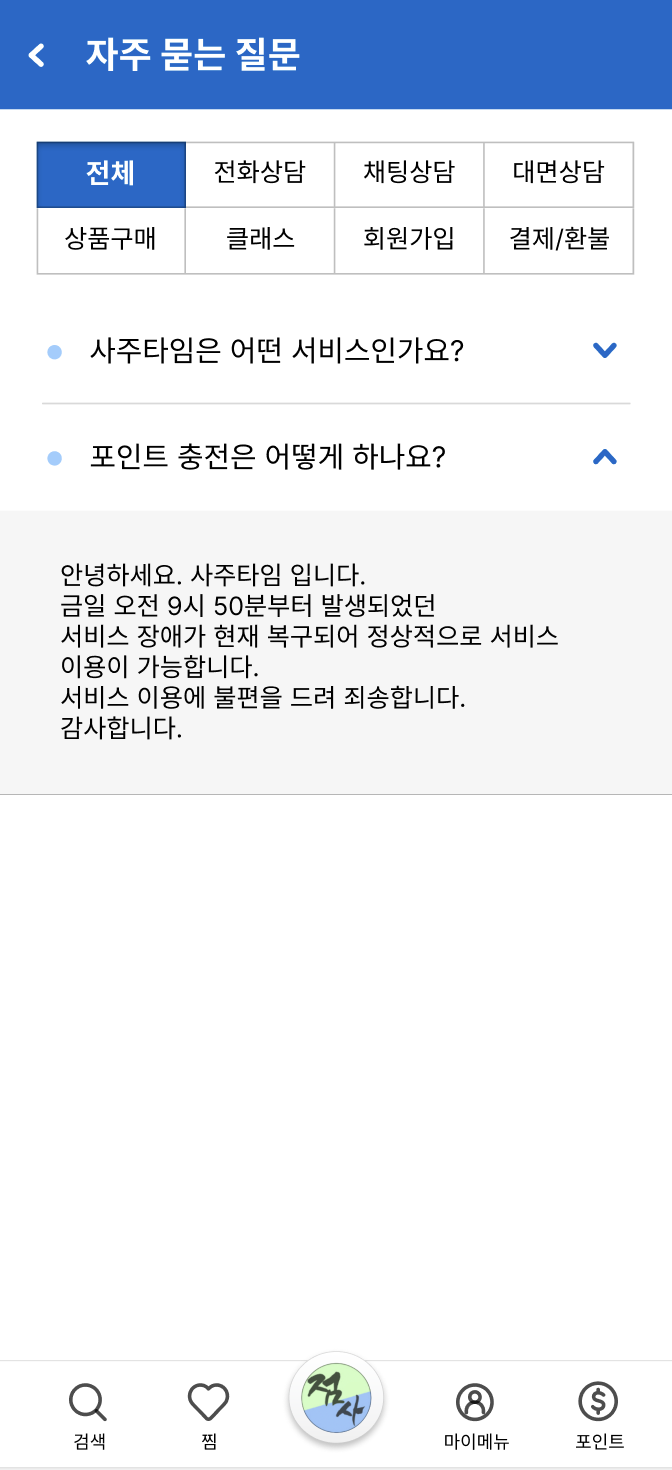 자주 묻는 질문
전체 전화상담 채팅상담 대면상담
상품구매 클래스 회원가입 결제/환불
사주타임은 어떤 서비스인가요?
포인트 충전은 어떻게 하나요?
안녕하세요. 사주타임 입니다.
금일 오전 9시 50분부터 발생되었던
서비스 장애가 현재 복구되어 정상적으로 서비스
이용이 가능합니다.
서비스 이용에 불편을 드려 죄송합니다.
감사합니다.
점사
검색 찜 마이메뉴 포인트